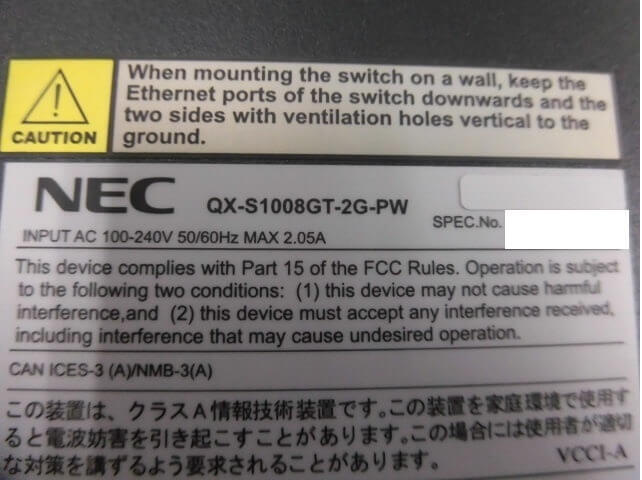 When mounting the switch on a wall, keep the
Ethernet ports of the switch downwards and the
two sides with ventilation holes vertical to the
ground.
CAUTION
NEC QX-S1008GT-2G-PW
SPEC.No.
INPUT AC 100-240V 50/60Hz MAX 2.05A
This device complies with Part 15 of the FCC Rules. Operation is subject
to the following two conditions: (1) this device may not cause harmful
interference,and (2) this device must accept any interference received,
including interference that may cause undesired operation.
CAN ICES-3 (A)/NMB-3(A)
この装置は、クラスA情報技術装置です。この装置を家庭環境で使用す
ると電波妨害を引き起こすことがあります。この場合には使用者が適切
な対策を講ずるよう要求されることがあります。 VCCI-A